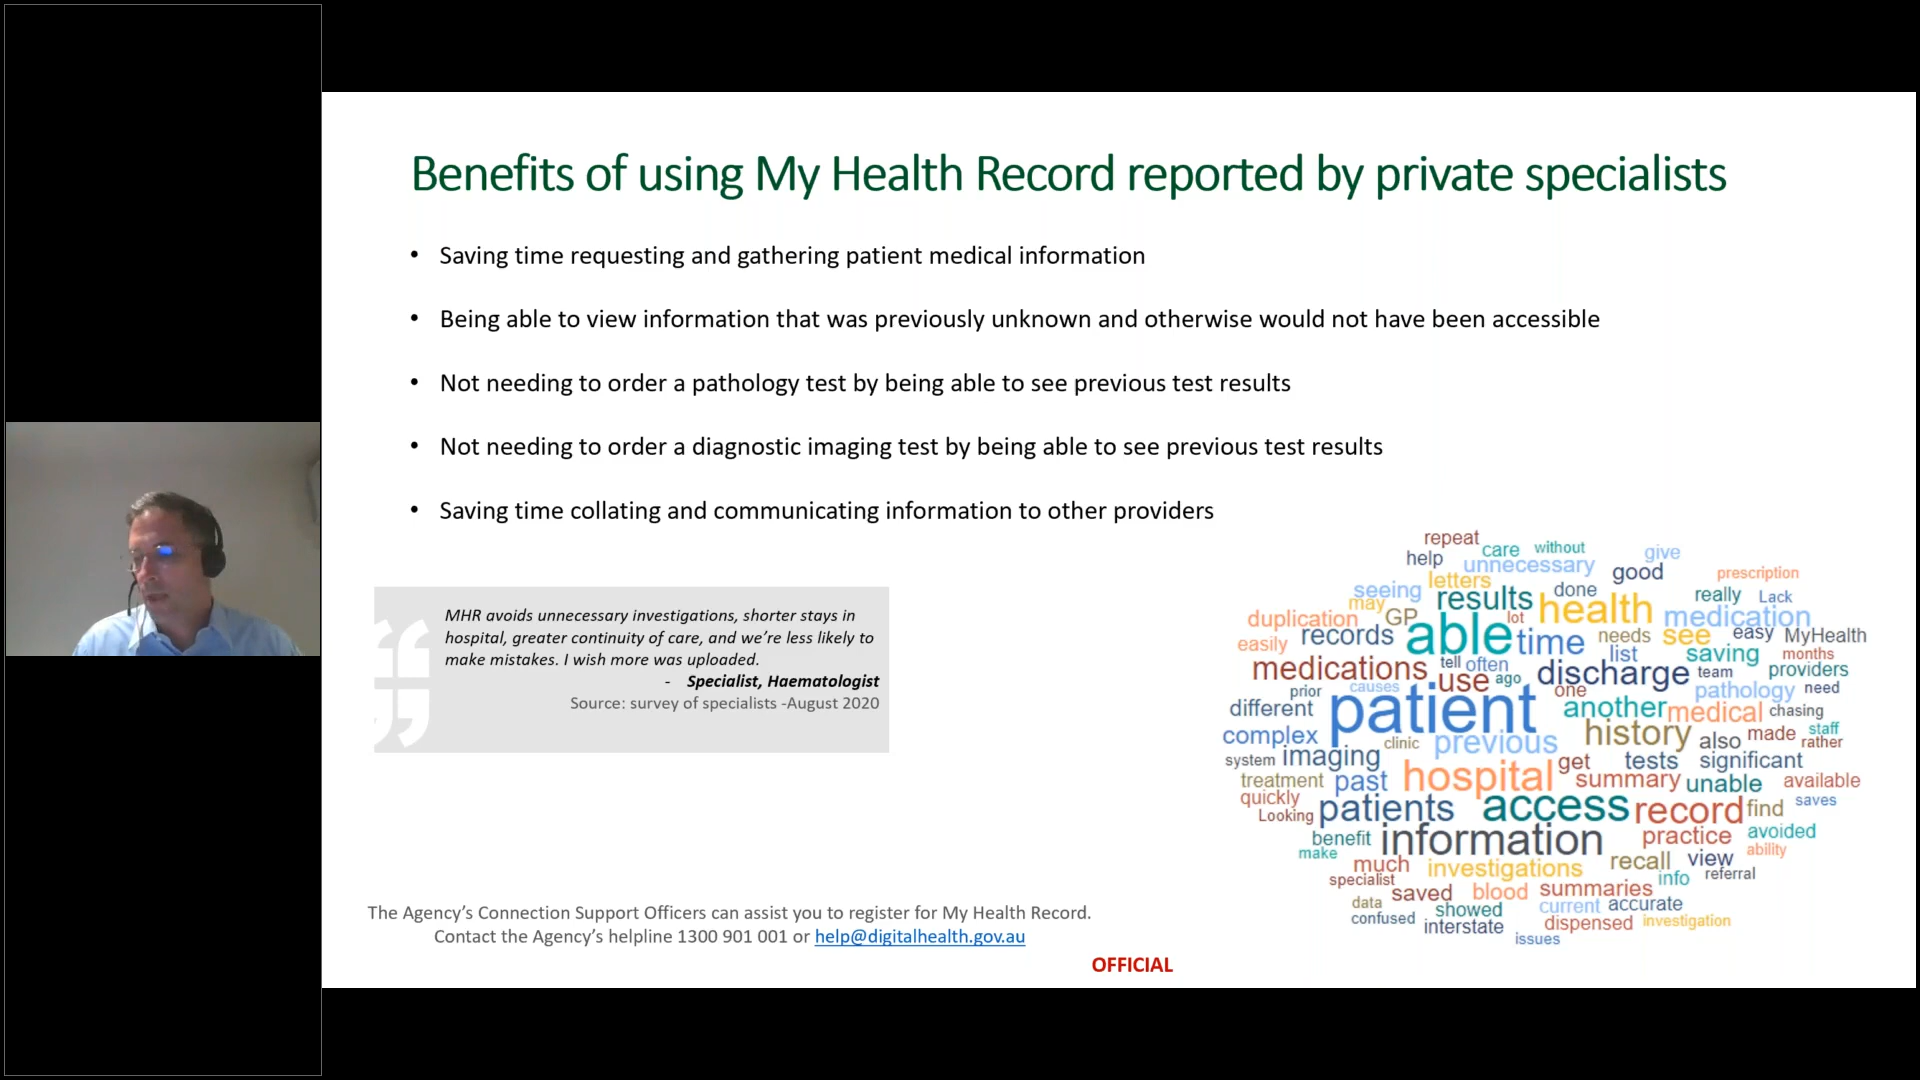 Benefits of using My Health Record reported by private specialists
• Saving time requesting and gathering patient medical information
• Being able to view information that was previously unknown and otherwise would not have been accessible
• Not needing to order a pathology test by being able to see previous test results
• Not needing to order a diagnostic imaging test by being able to see previous test results
• Saving time collating and communicating information to other providers
MHR avoids unnecessary investigations, shorter stays in
hospital, greater continuity of care, and we’re less likely to
make mistakes. I wish more was uploaded.
- Specialist, Haematologist
Source: survey of specialists -August 2020
repeat
help care without give
unnecessary good prescription
seeing letters done really Lack
may results health medication
duplication GP lot
easily records able time needs see easy MyHealth
list saving months
medications tell often discharge team providers
prior causes use ago one pathology need
different patient another medical chasing
complex clinic previous history also made staff
rather
system imaging get tests significant
treatment past hospital summary unable available
quickly
Looking patients access record find saves
benefit information practice avoided
make ability
much investigations recall view
specialist info referral
saved blood summaries
data showed current accurate
confused interstate dispensed investigation
issues
The Agency’s Connection Support Officers can assist you to register for My Health Record.
Contact the Agency’s helpline 1300 901 001 or help@digitalhealth.gov.au
OFFICIAL